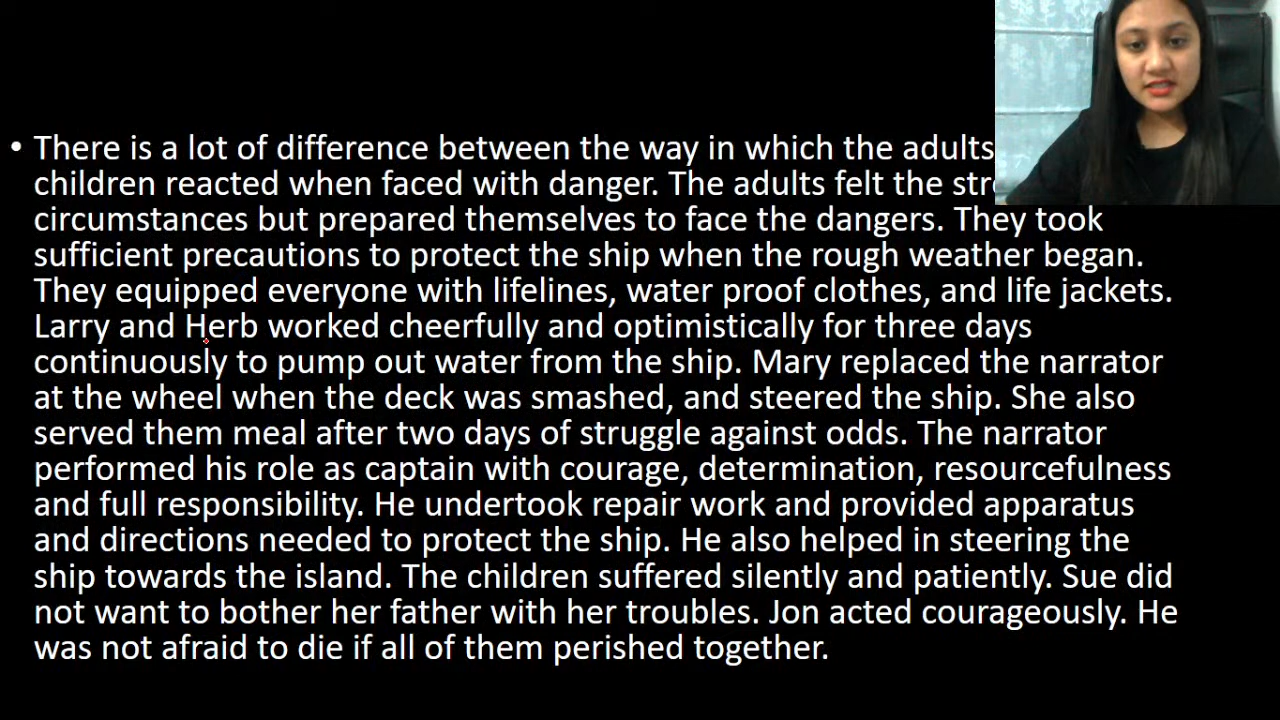 • There is a lot of difference between the way in which the adults
children reacted when faced with danger. The adults felt the
circumstances but prepared themselves to face the dangers. They took
sufficient precautions to protect the ship when the rough weather began.
They equipped everyone with lifelines, water proof clothes, and life jackets.
Larry and Herb worked cheerfully and optimistically for three days
continuously to pump out water from the ship. Mary replaced the narrator
at the wheel when the deck was smashed, and steered the ship. She also
served them meal after two days of struggle against odds. The narrator
performed his role as captain with courage, determination, resourcefulness
and full responsibility. He undertook repair work and provided apparatus
and directions needed to protect the ship. He also helped in steering the
ship towards the island. The children suffered silently and patiently. Sue did
not want to bother her father with her troubles. Jon acted courageously. He
was not afraid to die if all of them perished together.